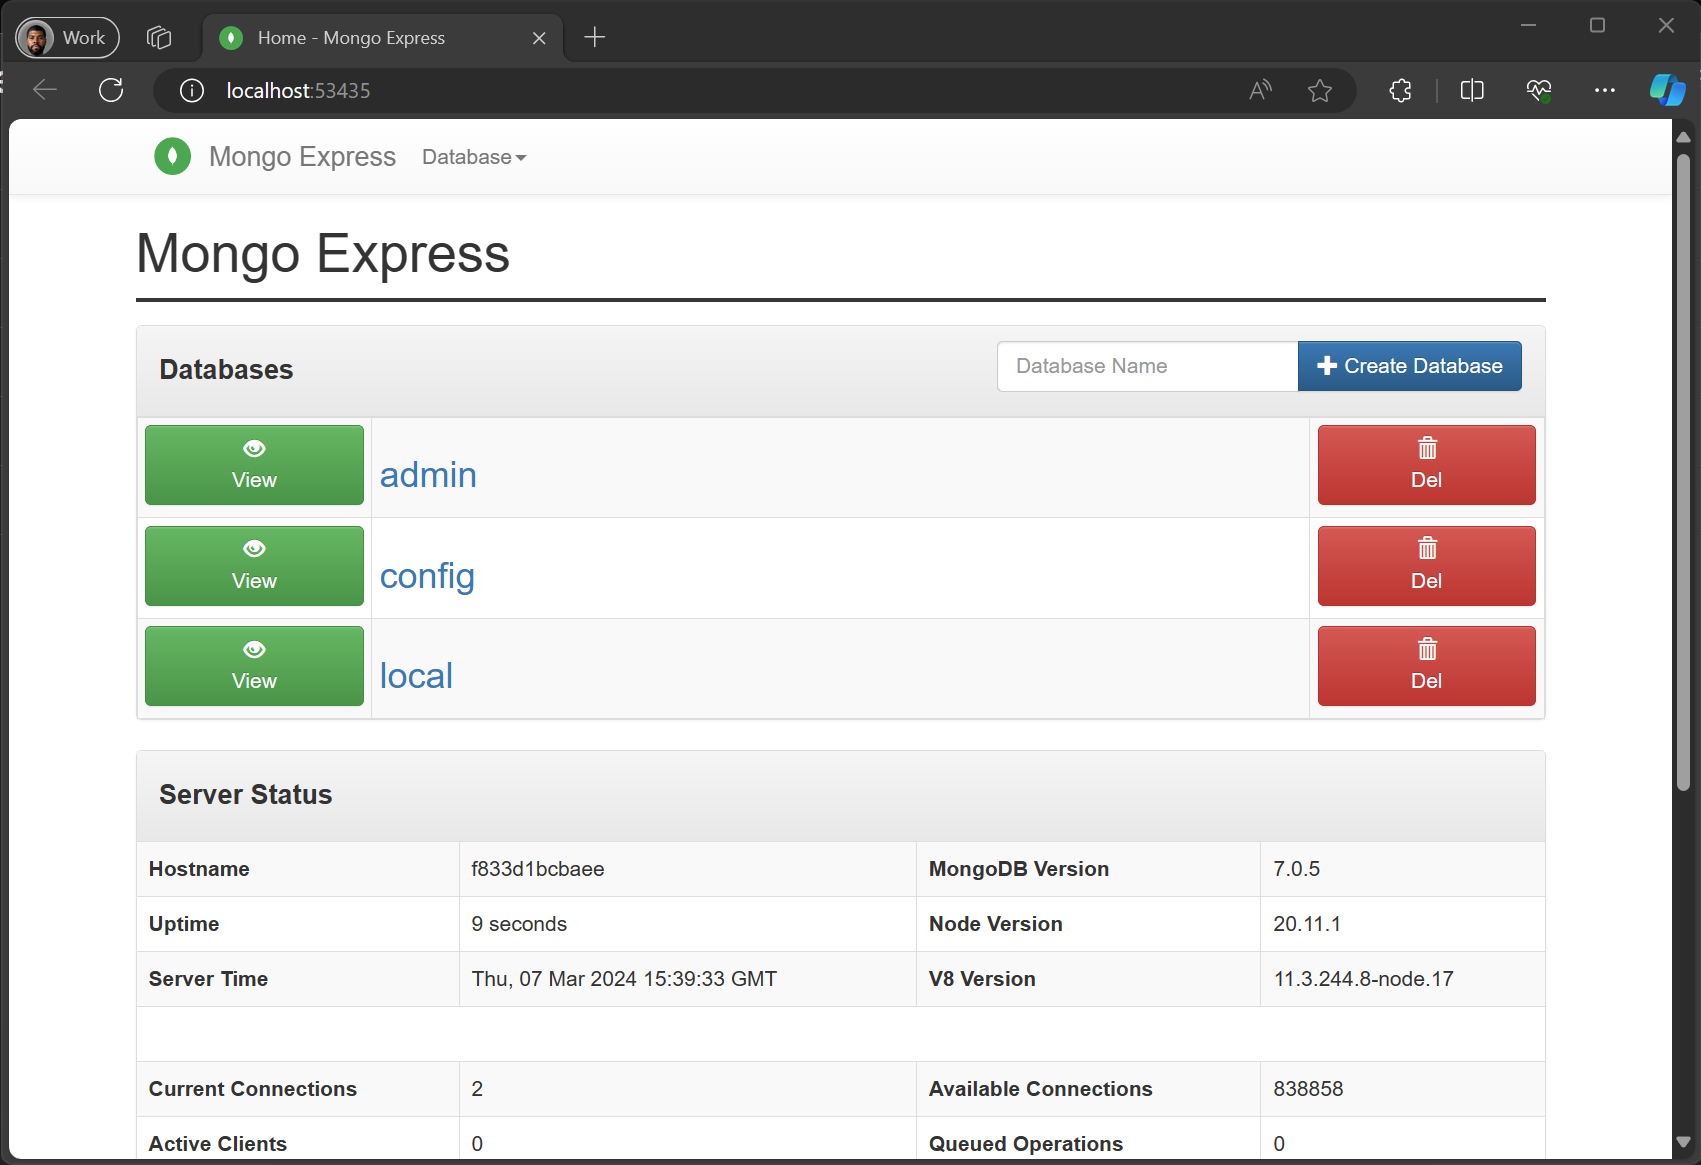 Work
Home - Mongo Express
localhost:53435
Mongo Express Database
Mongo Express
Databases
Database Name
Create Database
View
admin
Del
View
config
Del
View
local
Del
Server Status
Hostname f833d1bcbaee MongoDB Version 7.0.5
Uptime 9 seconds Node Version 20.11.1
Server Time Thu, 07 Mar 2024 15:39:33 GMT V8 Version 11.3.244.8-node.17
Current Connections 2 Available Connections 838858
Active Clients 0 Queued Operations 0